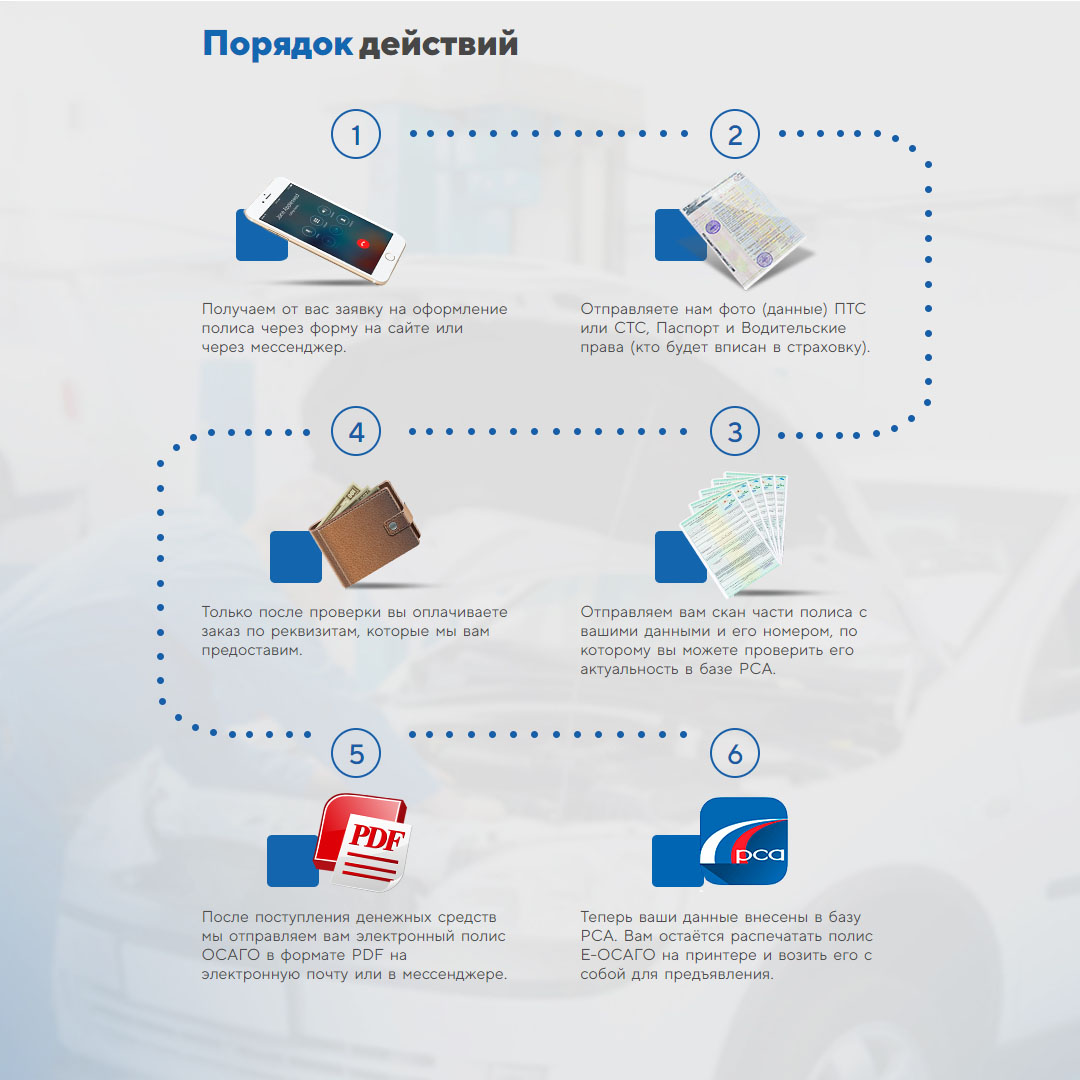 Порядок действий
1
2
Получаем от вас заявку на оформление
полиса через форму на сайте или
через мессенджер.
Отправляете нам фото (данные) ПТС
или СТС, Паспорт и Водительские
права (кто будет вписан в страховку).
3
Отправляем вам скан части полиса с
вашими данными и его номером, по
которому вы можете проверить его
актуальность в базе РСА.
4
Только после проверки вы оплачиваете
заказ по реквизитам, которые мы вам
предоставим.
5
PDF
После поступления денежных средств
мы отправляем вам электронный полис
ОСАГО в формате PDF на
электронную почту или в мессенджере.
6
рса
Теперь ваши данные внесены в базу
РСА. Вам остаётся распечатать полис
Е-ОСАГО на принтере и возить его с
собой для предъявления.